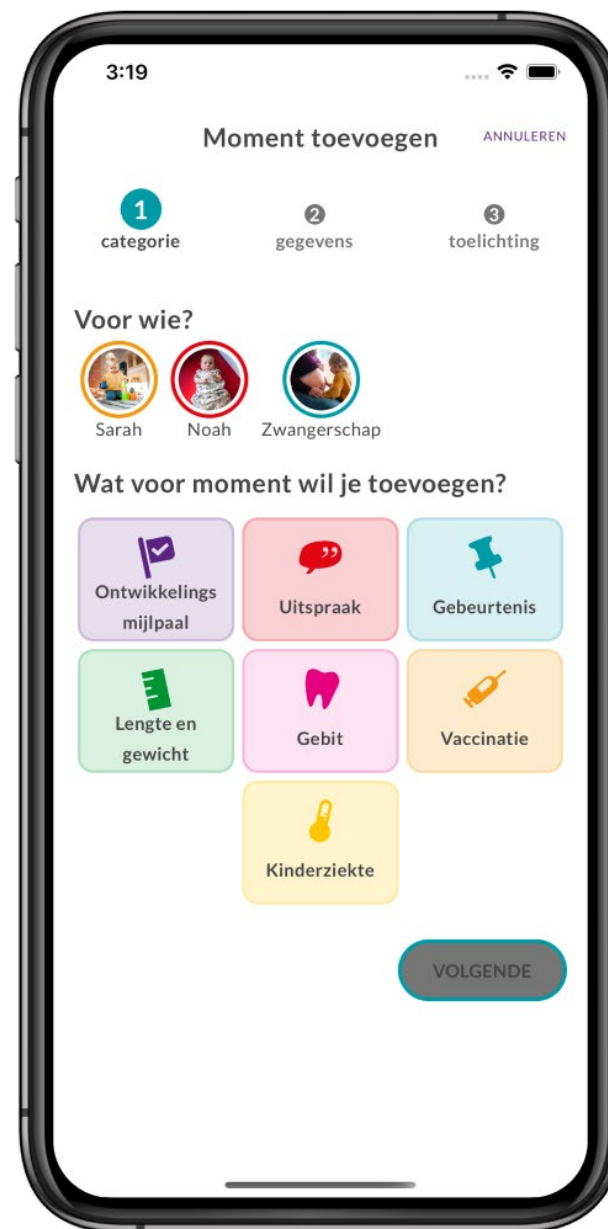 3:19
Moment toevoegen ANNULEREN
1 2 3
categorie gegevens toelichting
Voor wie?
Sarah Noah Zwangerschap
Wat voor moment wil je toevoegen?
Ontwikkelings
mijlpaal
Uitspraak
Gebeurtenis
Lengte en
gewicht
Gebit
Vaccinatie
Kinderziekte
VOLGENDE